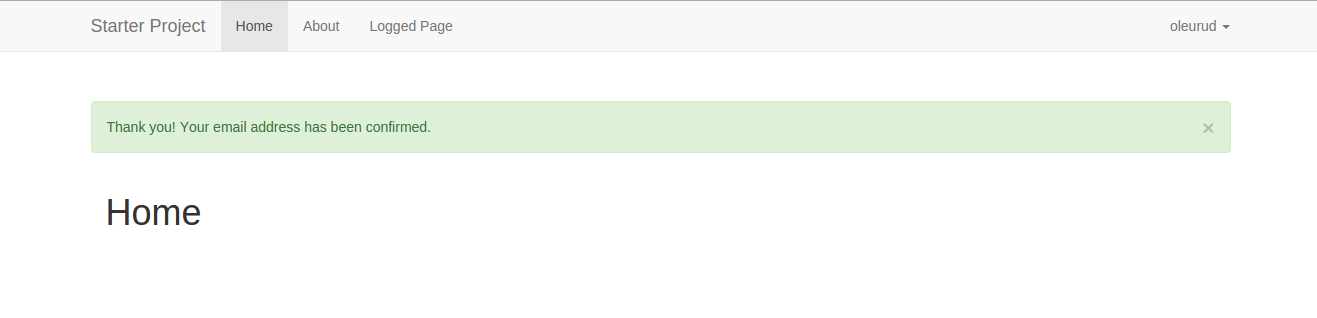 Starter Project Home About Logged Page oleurud
Thank you! Your email address has been confirmed. ×
Home